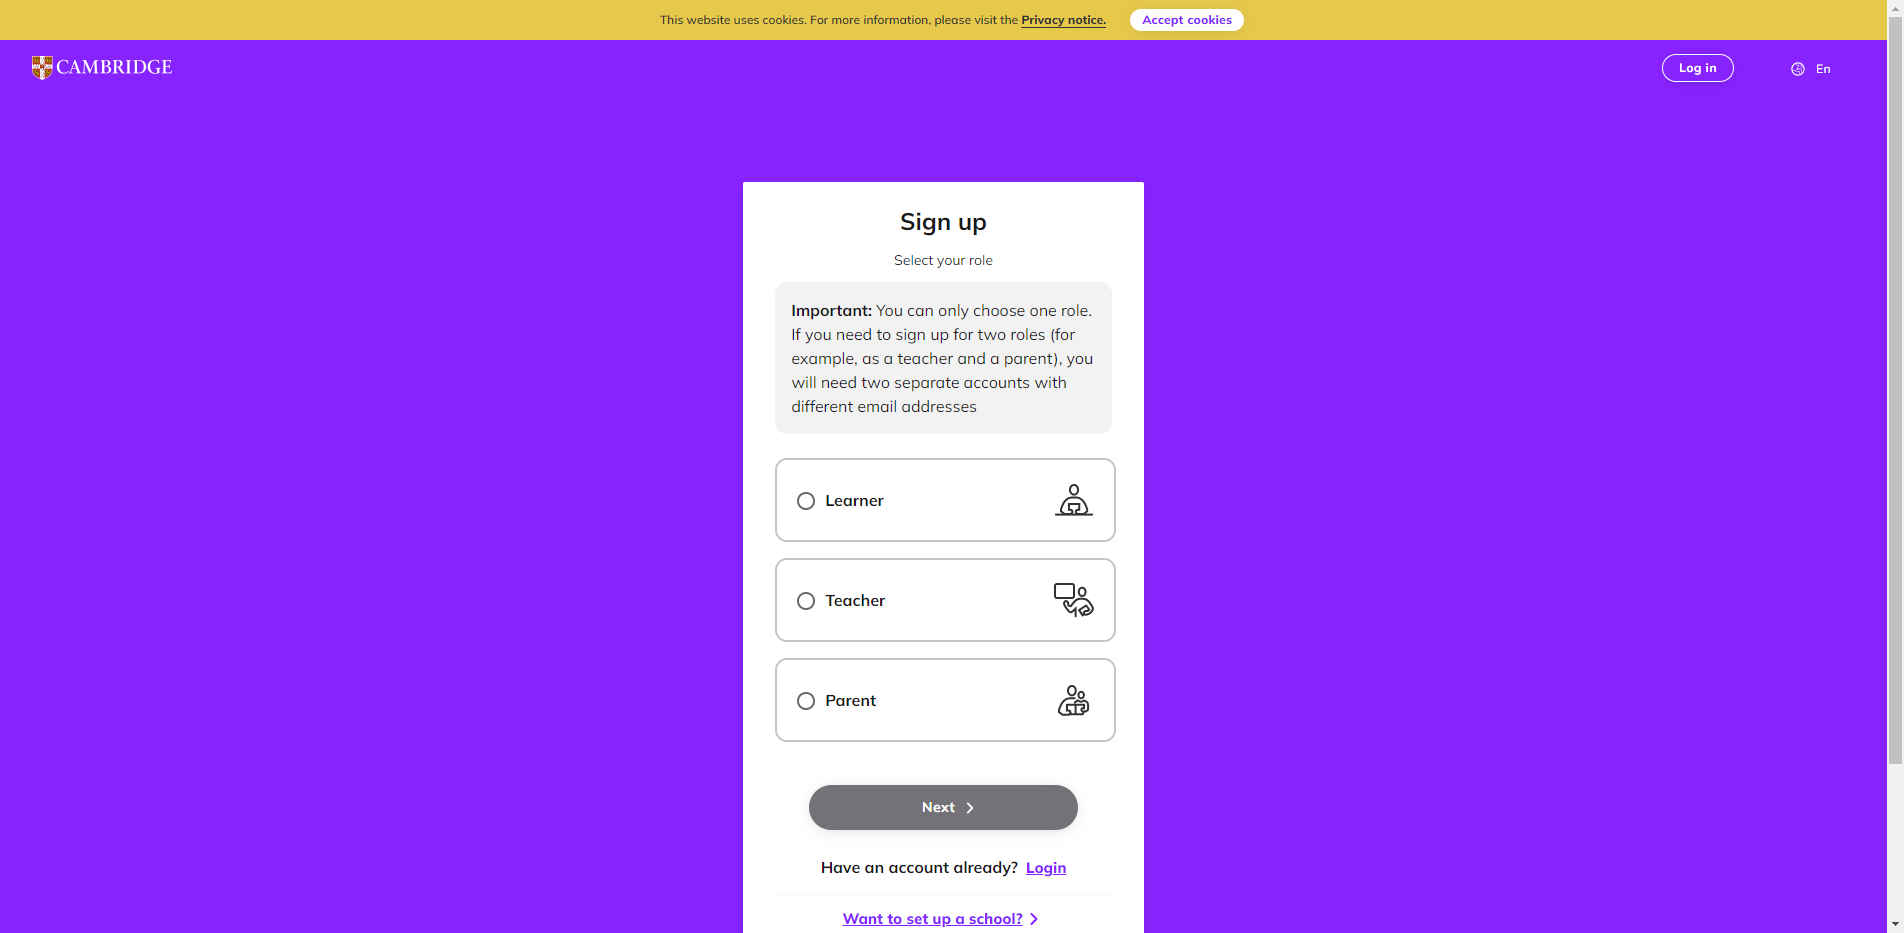 This website uses cookies. For more information, please visit the Privacy notice. Accept cookies
CAMBRIDGE
Log in
En
Sign up
Select your role
Important: You can only choose one role.
If you need to sign up for two roles (for
example, as a teacher and a parent), you
will need two separate accounts with
different email addresses
Learner
Teacher
Parent
Next
Have an account already? Login
Want to set up a school?